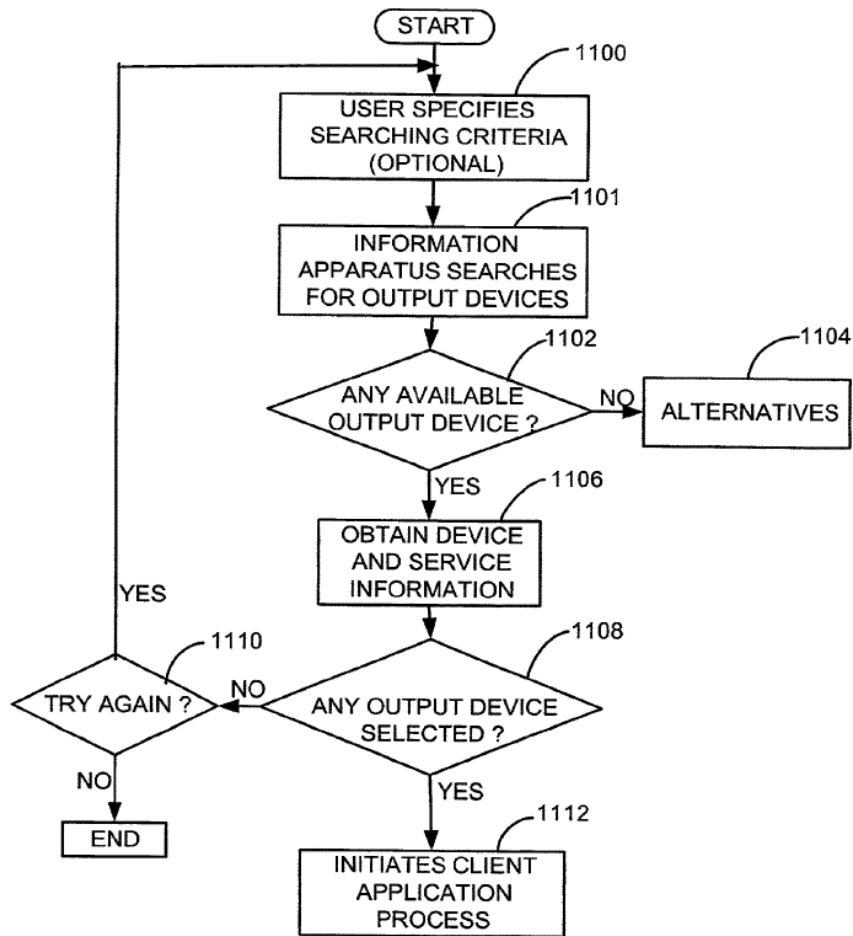 START
1100
USER SPECIFIES
SEARCHING CRITERIA
(OPTIONAL)
1101
INFORMATION
APPARATUS SEARCHES
FOR OUTPUT DEVICES
1102
ANY AVAILABLE
OUTPUT DEVICE ?
NO
1104
ALTERNATIVES
YES
1106
OBTAIN DEVICE
AND SERVICE
INFORMATION
1108
ANY OUTPUT DEVICE
SELECTED ?
NO
1110
TRY AGAIN ?
YES
NO
END
YES
1112
INITIATES CLIENT
APPLICATION
PROCESS